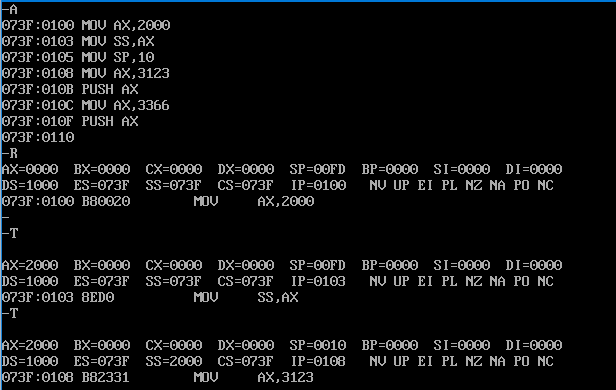 -A
073F:0100 MOV AX,2000
073F:0103 MOV SS,AX
073F:0105 MOV SP,10
073F:0108 MOV AX,3123
073F:010B PUSH AX
073F:010C MOV AX,3366
073F:010F PUSH AX
073F:0110
-R
AX=0000  BX=0000  CX=0000  DX=0000  SP=00FD  BP=0000  SI=0000  DI=0000
DS=1000  ES=073F  SS=073F  CS=073F  IP=0100   NV UP EI PL NZ NA PO NC
073F:0100 B80020        MOV     AX,2000
-
-T
AX=2000  BX=0000  CX=0000  DX=0000  SP=00FD  BP=0000  SI=0000  DI=0000
DS=1000  ES=073F  SS=073F  CS=073F  IP=0103   NV UP EI PL NZ NA PO NC
073F:0103 8ED0          MOV     SS,AX
-T
AX=2000  BX=0000  CX=0000  DX=0000  SP=0010  BP=0000  SI=0000  DI=0000
DS=1000  ES=073F  SS=2000  CS=073F  IP=0108   NV UP EI PL NZ NA PO NC
073F:0108 B82331        MOV     AX,3123